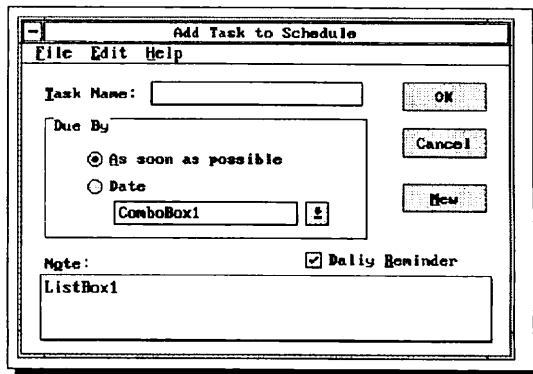 Add Task to Schedule
File Edit Help
Task Name:
OK
Due By
Cancel
As soon as possible
Date
New
ComboBox1
Note:
Daily Reminder
ListBox1